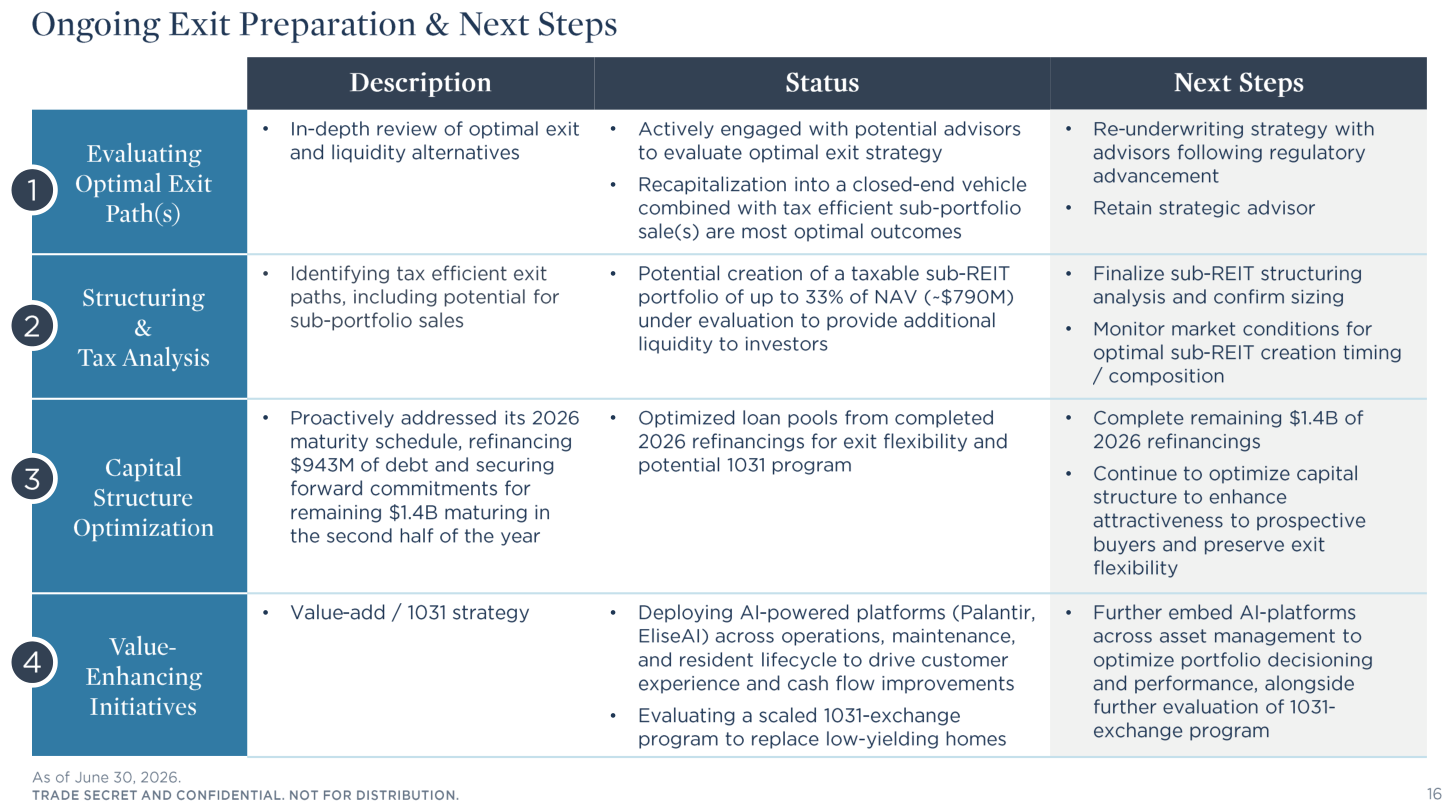 Ongoing Exit Preparation & Next Steps
Description
Status
Next Steps
1
Evaluating
Optimal Exit
Path(s)
• In-depth review of optimal exit
and liquidity alternatives
• Actively engaged with potential advisors
to evaluate optimal exit strategy
• Recapitalization into a closed-end vehicle
combined with tax efficient sub-portfolio
sale(s) are most optimal outcomes
• Re-underwriting strategy with
advisors following regulatory
advancement
• Retain strategic advisor
2
Structuring
&
Tax Analysis
• Identifying tax efficient exit
paths, including potential for
sub-portfolio sales
• Potential creation of a taxable sub-REIT
portfolio of up to 33% of NAV (~$790M)
under evaluation to provide additional
liquidity to investors
• Finalize sub-REIT structuring
analysis and confirm sizing
• Monitor market conditions for
optimal sub-REIT creation timing
/ composition
3
Capital
Structure
Optimization
• Proactively addressed its 2026
maturity schedule, refinancing
$943M of debt and securing
forward commitments for
remaining $1.4B maturing in
the second half of the year
• Optimized loan pools from completed
2026 refinancings for exit flexibility and
potential 1031 program
• Complete remaining $1.4B of
2026 refinancings
• Continue to optimize capital
structure to enhance
attractiveness to prospective
buyers and preserve exit
flexibility
4
Value-
Enhancing
Initiatives
• Value-add / 1031 strategy
• Deploying AI-powered platforms (Palantir,
EliseAI) across operations, maintenance,
and resident lifecycle to drive customer
experience and cash flow improvements
• Evaluating a scaled 1031-exchange
program to replace low-yielding homes
• Further embed AI-platforms
across asset management to
optimize portfolio decisioning
and performance, alongside
further evaluation of 1031-
exchange program
As of June 30, 2026.
TRADE SECRET AND CONFIDENTIAL. NOT FOR DISTRIBUTION.
16